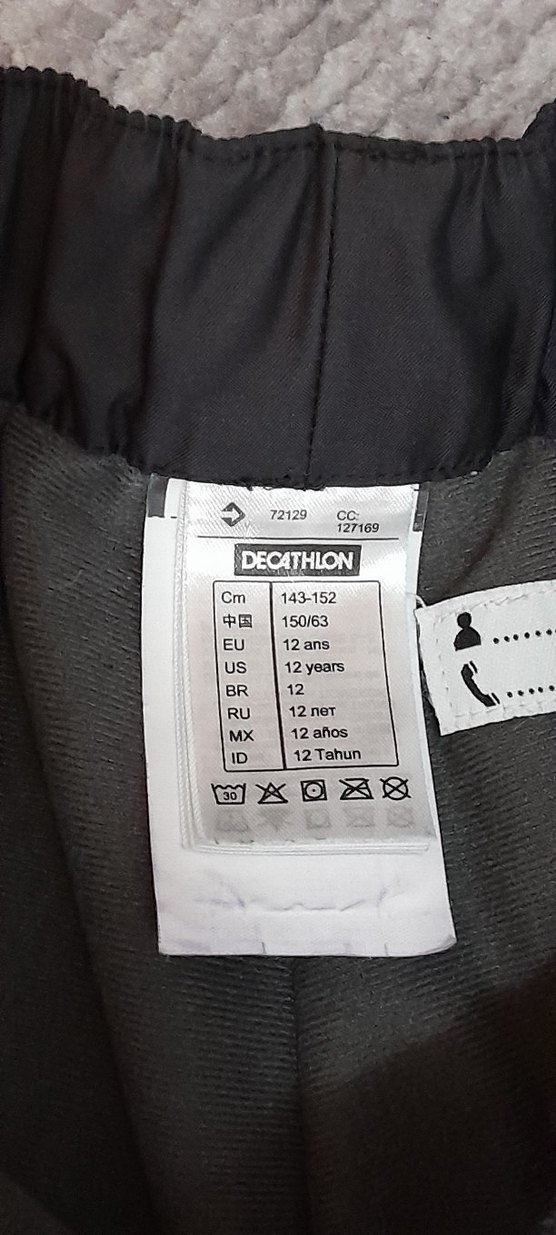 72129 CC:
127169
DECATHLON
Cm 143-152
中国 150/63
EU 12 ans
US 12 years
BR 12
RU 12 лет
MX 12 años
ID 12 Tahun
30